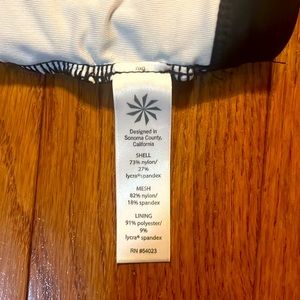 Designed in
Sonoma County,
California
SHELL
73% nylon/
27%
lycra® spandex
MESH
82% nylon/
18% spandex
LINING
91% polyester/
9%
lycra® spandex
RN #54023